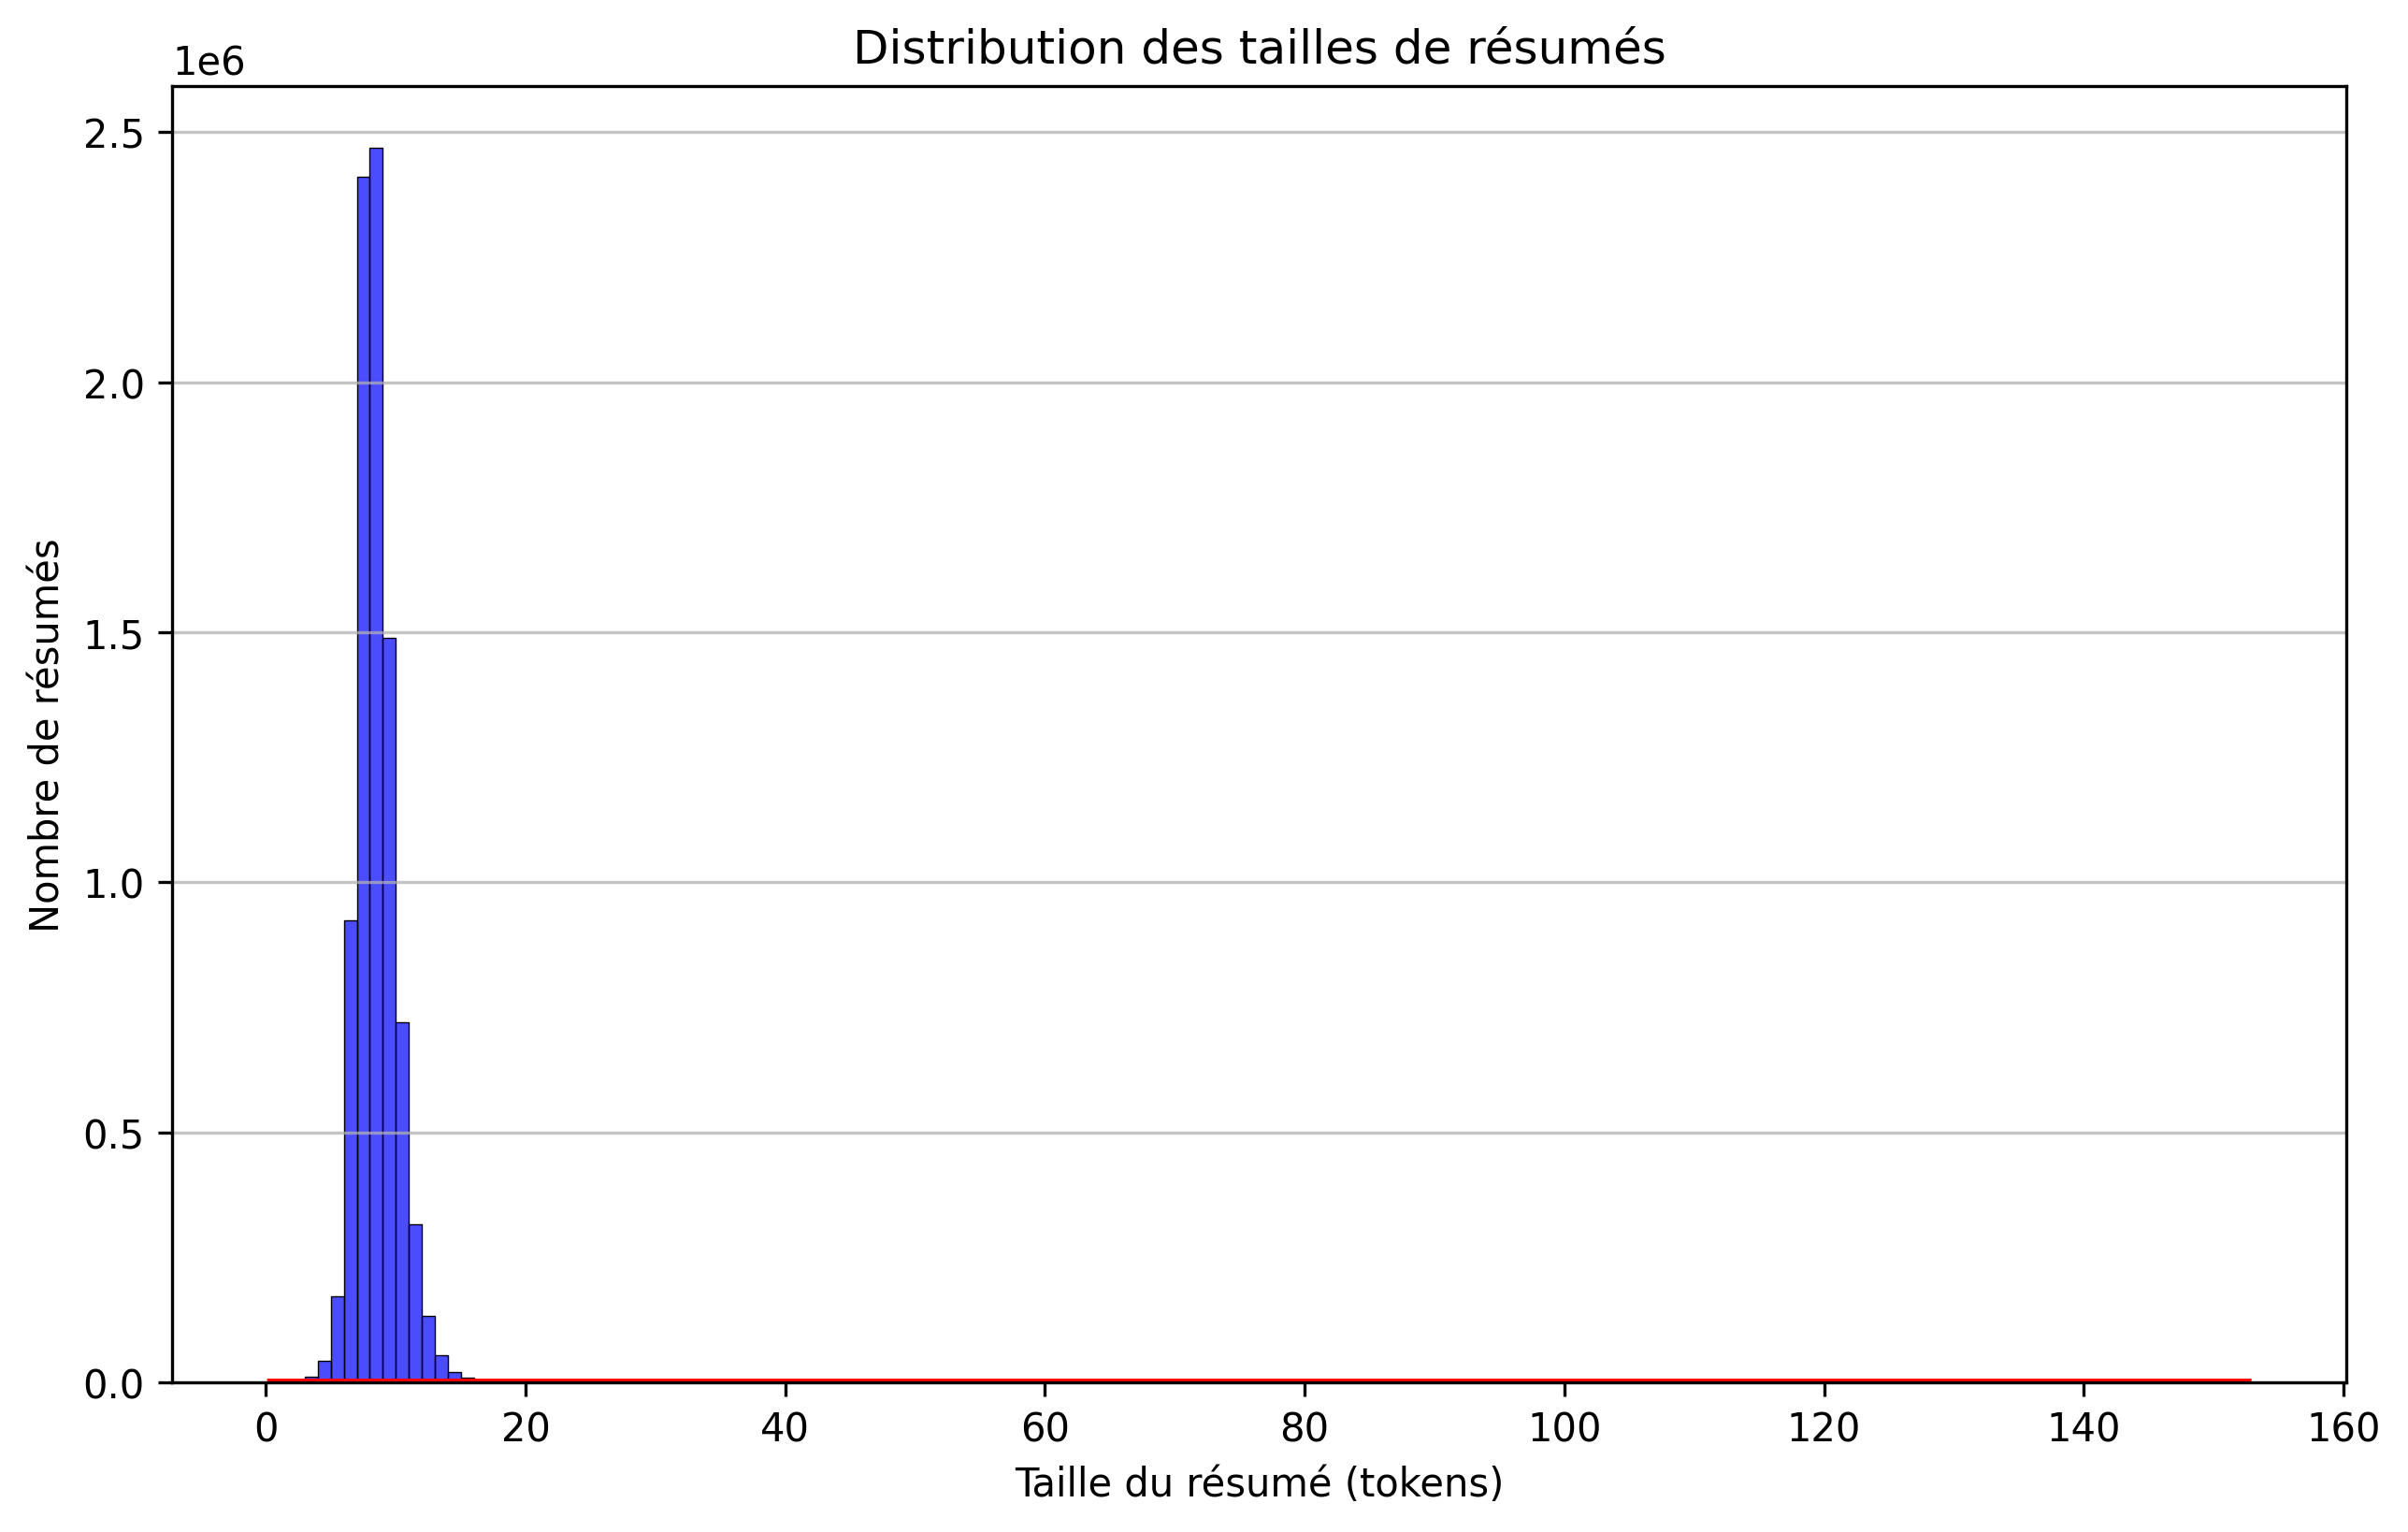 Distribution des tailles de résumés
1e6
2.5
2.0
1.5
1.0
0.5
0.0
Nombre de résumés
0 20 40 60 80 100 120 140 160
Taille du résumé (tokens)